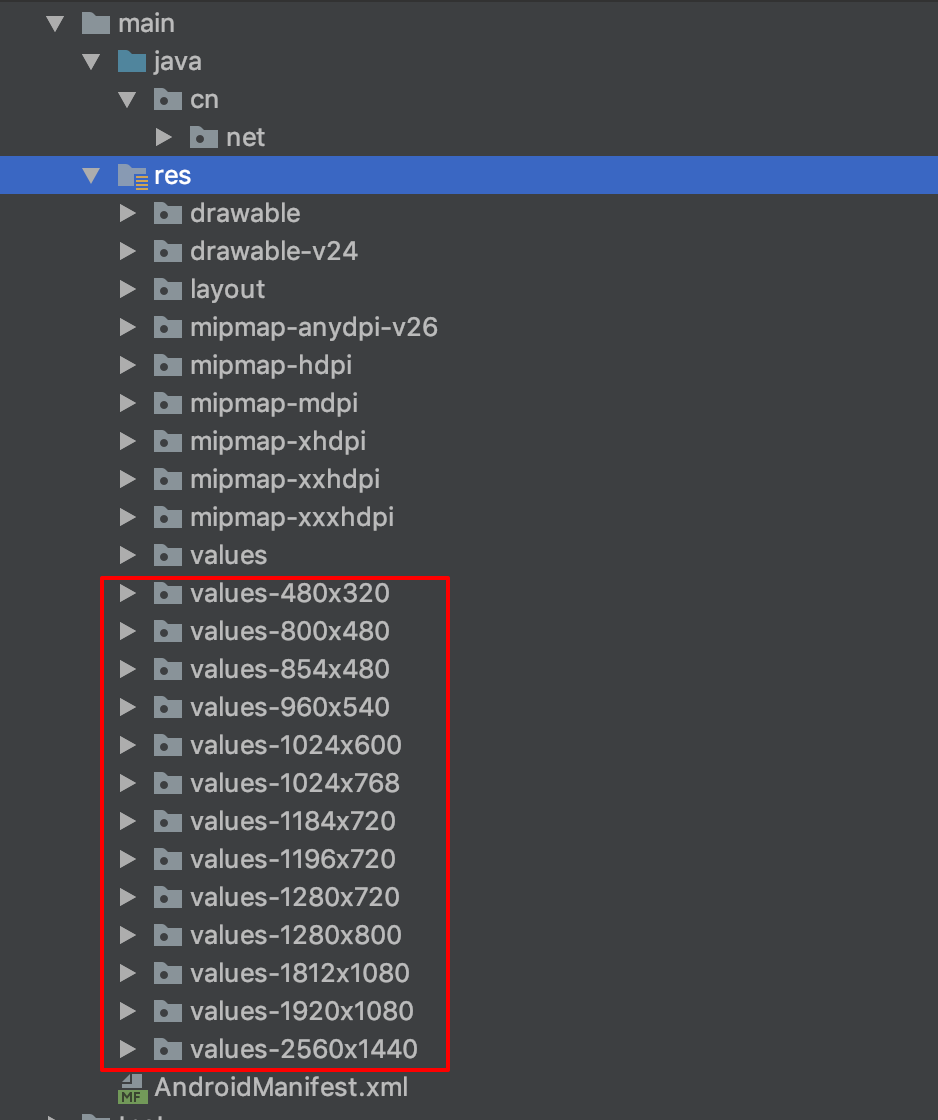 main
java
cn
net
res
drawable
drawable-v24
layout
mipmap-anydpi-v26
mipmap-hdpi
mipmap-mdpi
mipmap-xhdpi
mipmap-xxhdpi
mipmap-xxxhdpi
values
values-480x320
values-800x480
values-854x480
values-960x540
values-1024x600
values-1024x768
values-1184x720
values-1196x720
values-1280x720
values-1280x800
values-1812x1080
values-1920x1080
values-2560x1440
MF AndroidManifest.xml